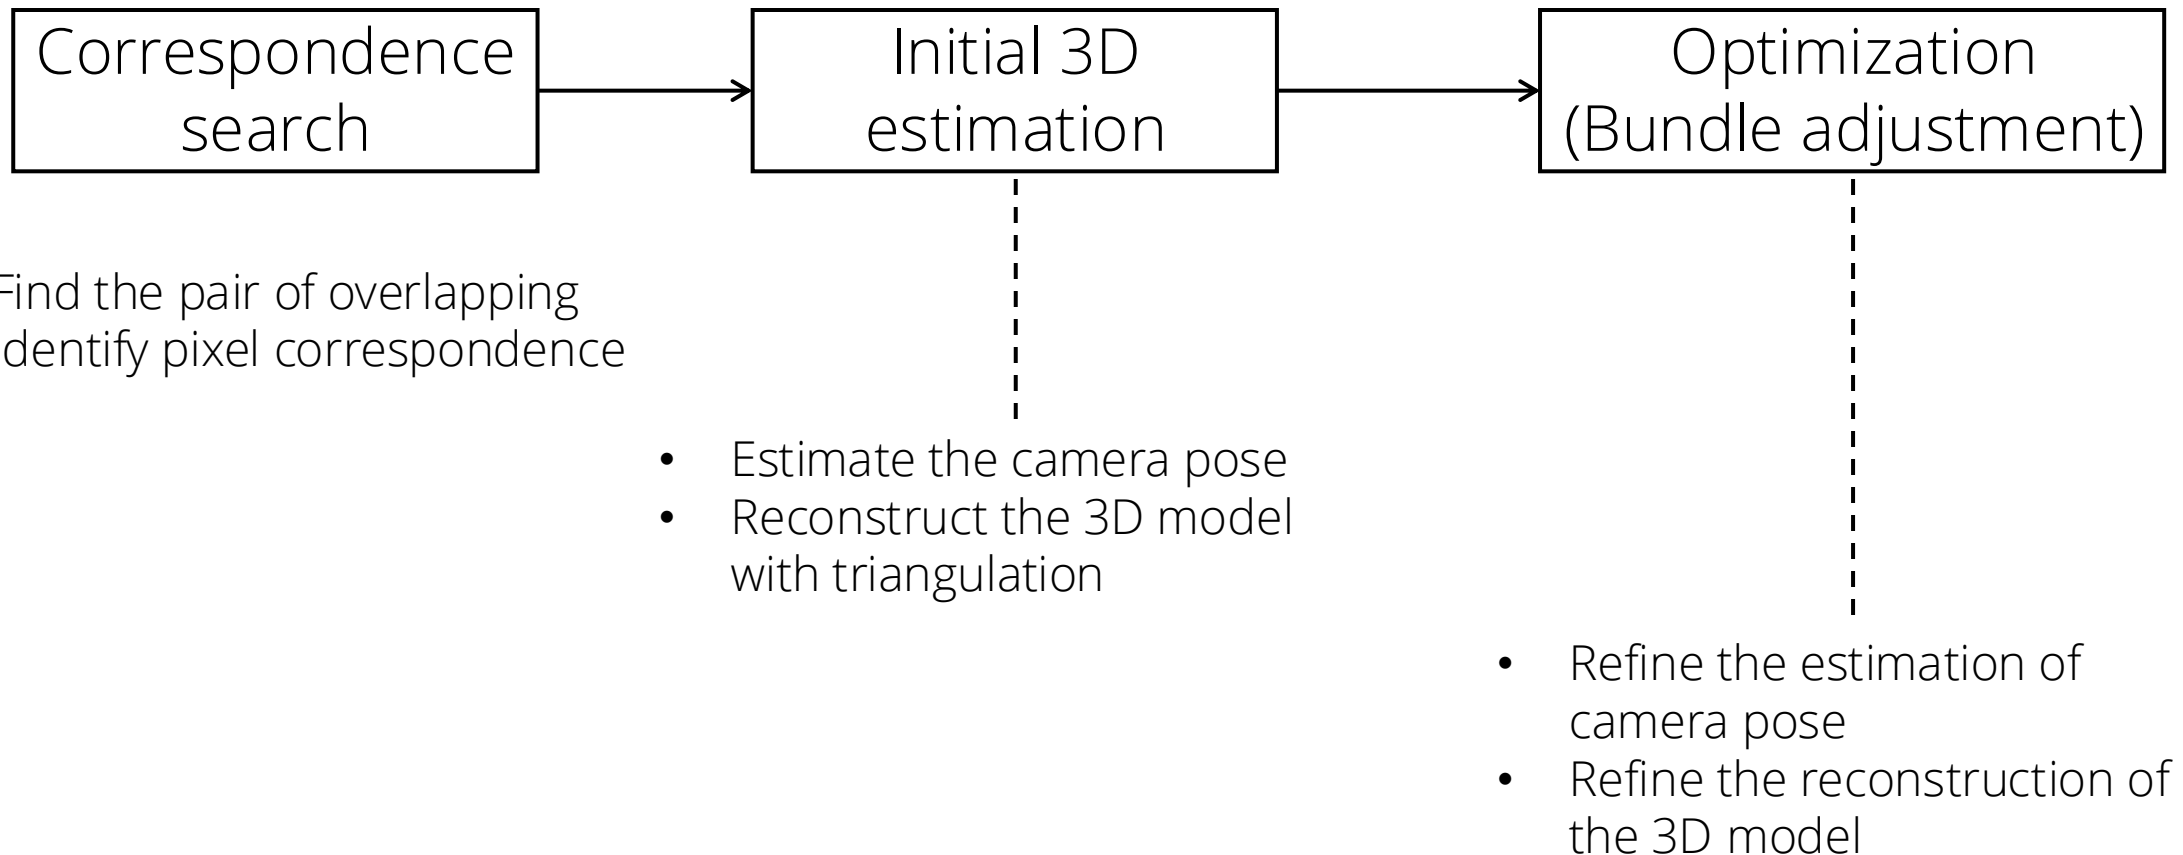 Correspondence
search
Initial 3D
estimation
Optimization
(Bundle adjustment)
Find the pair of overlapping
dentify pixel correspondence
• Estimate the camera pose
• Reconstruct the 3D model
with triangulation
• Refine the estimation of
camera pose
• Refine the reconstruction of
the 3D model